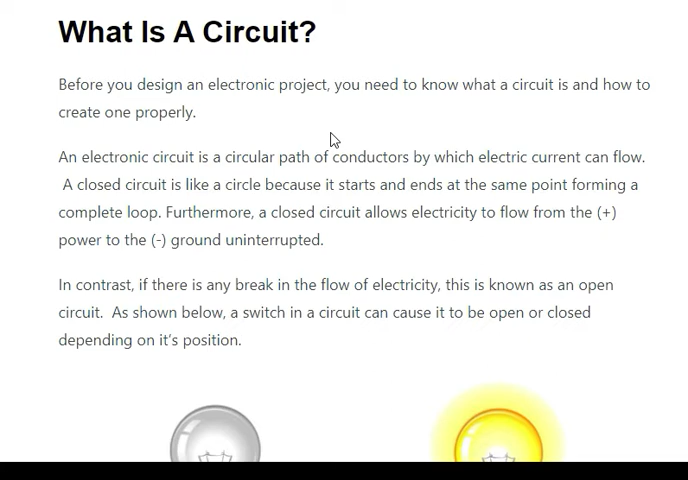 What Is A Circuit?
Before you design an electronic project, you need to know what a circuit is and how to
create one properly.
An electronic circuit is a circular path of conductors by which electric current can flow.
A closed circuit is like a circle because it starts and ends at the same point forming a
complete loop. Furthermore, a closed circuit allows electricity to flow from the (+)
power to the (-) ground uninterrupted.
In contrast, if there is any break in the flow of electricity, this is known as an open
circuit.  As shown below, a switch in a circuit can cause it to be open or closed
depending on it's position.